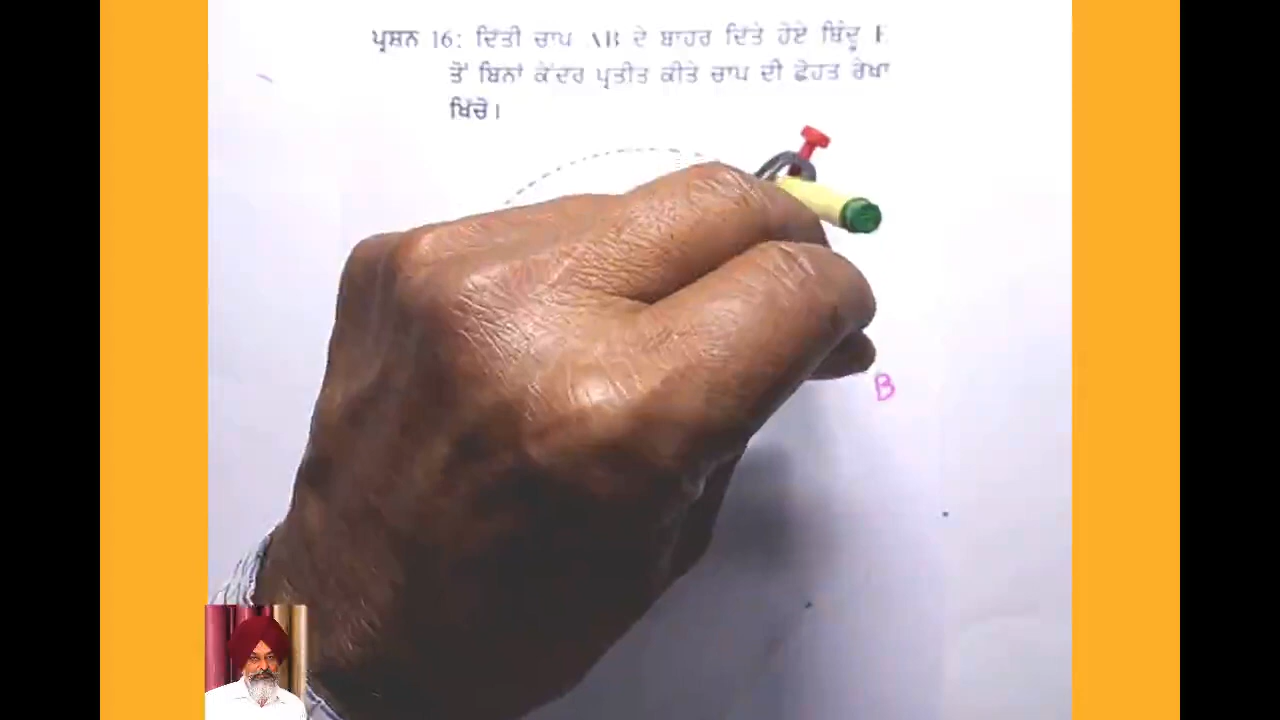 ਪ੍ਰਸ਼ਨ 16: ਦਿੱਤੀ ਚਾਪ AB ਦੇ ਬਾਹਰ ਦਿੱਤੇ ਹੋਏ ਬਿੰਦੂ E
ਤੋਂ ਬਿਨਾਂ ਕੇਂਦਰ ਪ੍ਰਤੀਤ ਕੀਤੇ ਚਾਪ ਦੀ ਛੋਹਤ ਰੇਖਾ
ਖਿੱਚੋ।
B